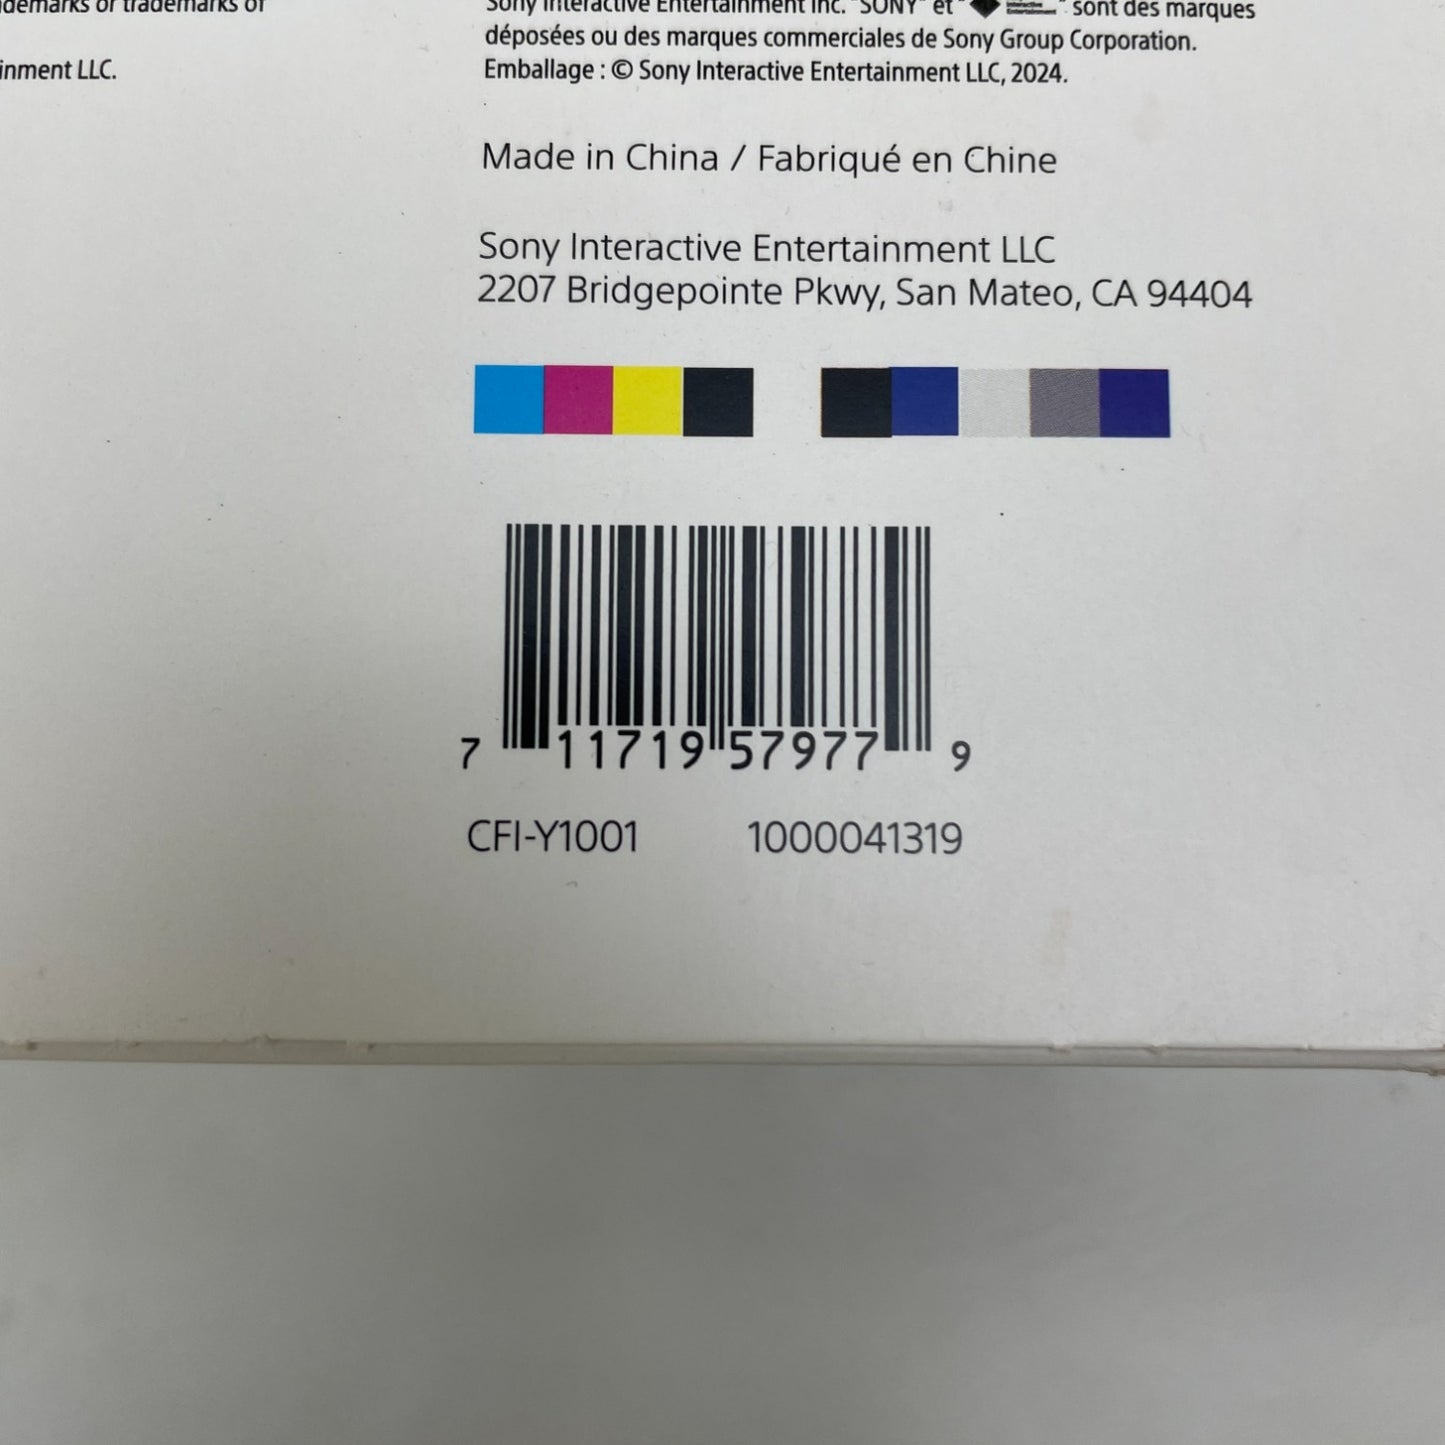 demarks or trademarks of
inment LLC.
Sony Interactive Entertainment Inc. "SONY" et " Interactive Entertainment " sont des marques
déposées ou des marques commerciales de Sony Group Corporation.
Emballage : © Sony Interactive Entertainment LLC, 2024.
Made in China / Fabriqué en Chine
Sony Interactive Entertainment LLC
2207 Bridgepointe Pkwy, San Mateo, CA 94404
7 11719 57977 9
CFI-Y1001 1000041319